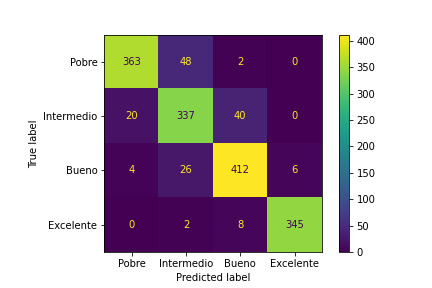 Pobre 363 48 2 0
Intermedio 20 337 40 0
Bueno 4 26 412 6
Excelente 0 2 8 345
Pobre Intermedio Bueno Excelente
Predicted label
True label
400
350
300
250
200
150
100
50
0